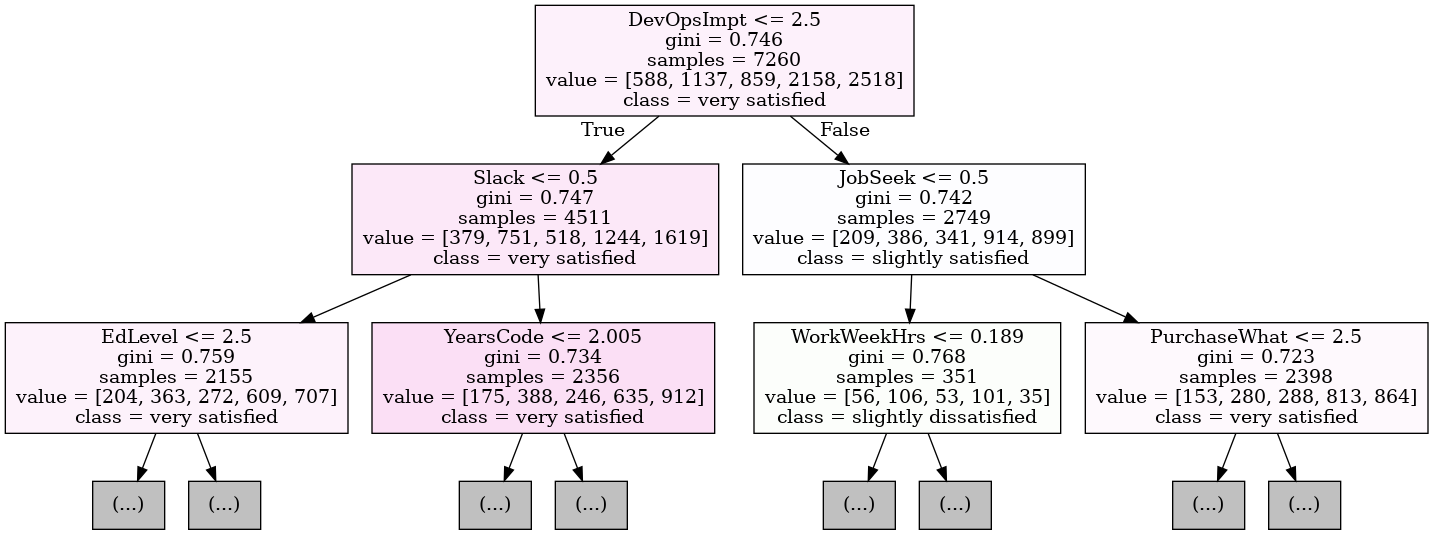 DevOpsImpt <= 2.5
gini = 0.746
samples = 7260
value = [588, 1137, 859, 2158, 2518]
class = very satisfied
True
False
Slack <= 0.5
gini = 0.747
samples = 4511
value = [379, 751, 518, 1244, 1619]
class = very satisfied
JobSeek <= 0.5
gini = 0.742
samples = 2749
value = [209, 386, 341, 914, 899]
class = slightly satisfied
EdLevel <= 2.5
gini = 0.759
samples = 2155
value = [204, 363, 272, 609, 707]
class = very satisfied
YearsCode <= 2.005
gini = 0.734
samples = 2356
value = [175, 388, 246, 635, 912]
class = very satisfied
WorkWeekHrs <= 0.189
gini = 0.768
samples = 351
value = [56, 106, 53, 101, 35]
class = slightly dissatisfied
PurchaseWhat <= 2.5
gini = 0.723
samples = 2398
value = [153, 280, 288, 813, 864]
class = very satisfied
(...)
(...)
(...)
(...)
(...)
(...)
(...)
(...)